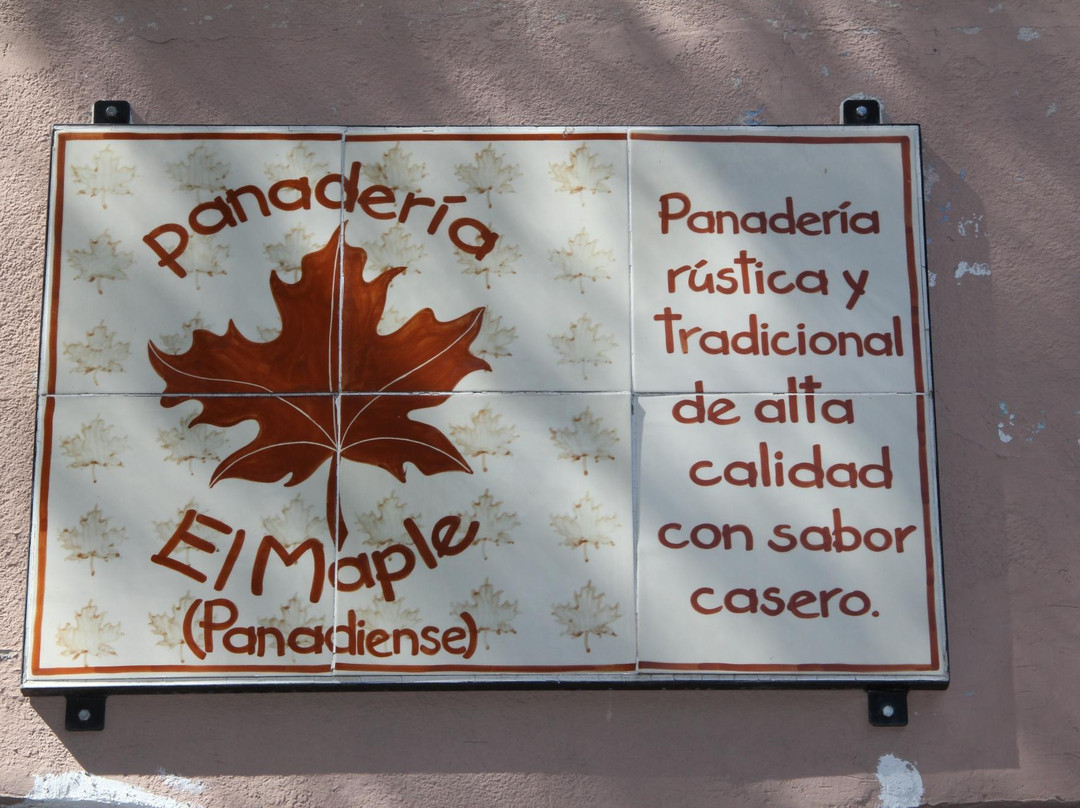 Panadería
El Maple
(Panadiense)
Panadería
rústica y
Tradicional
de alta
calidad
con sabor
casero.